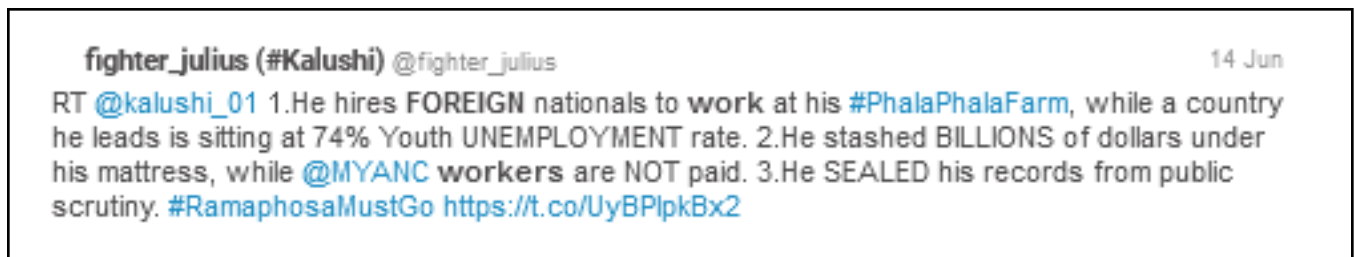 fighter_julius (#Kalushi) @fighter_julius 14 Jun
RT @kalushi_01 1.He hires FOREIGN nationals to work at his #PhalaPhalaFarm, while a country
he leads is sitting at 74% Youth UNEMPLOYMENT rate. 2.He stashed BILLIONS of dollars under
his mattress, while @MYANC workers are NOT paid. 3.He SEALED his records from public
scrutiny. #RamaphosaMustGo https://t.co/UyBPlpkBx2